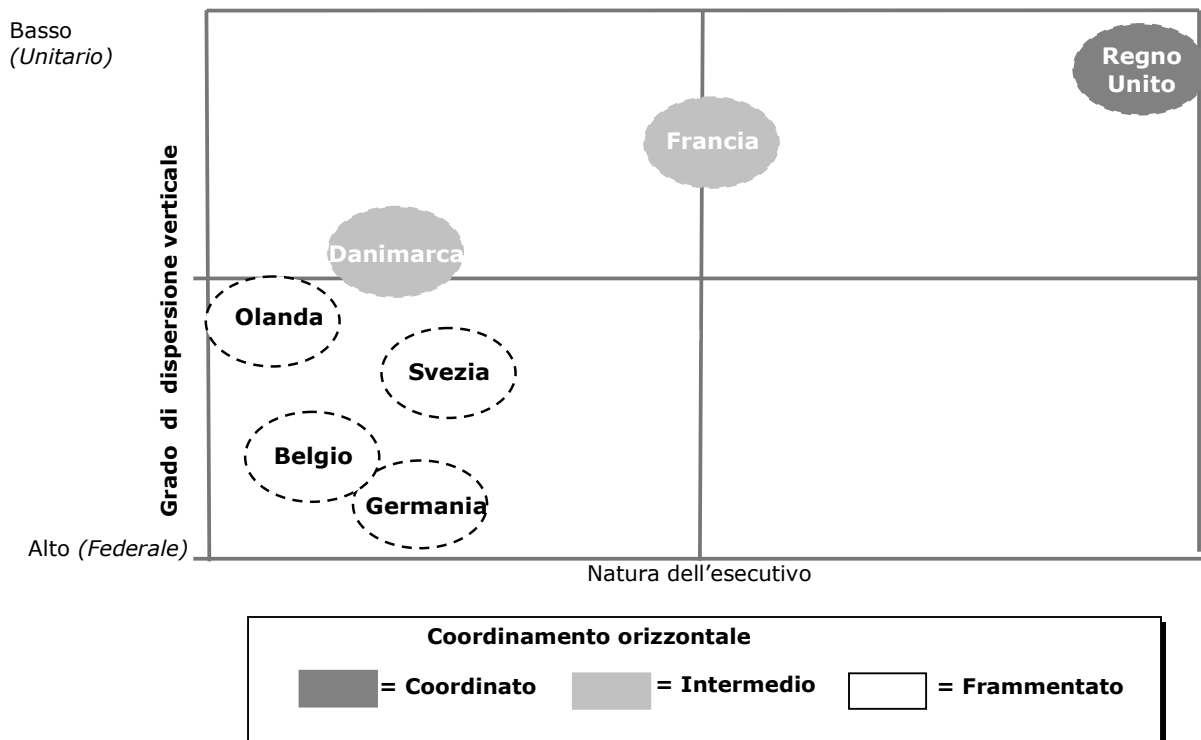 Basso
(Unitario)
Regno
Unito
Francia
Grado di dispersione verticale
Danimarca
Olanda
Svezia
Belgio
Germania
Alto (Federale)
Natura dell'esecutivo
Coordinamento orizzontale
= Coordinato
= Intermedio
= Frammentato